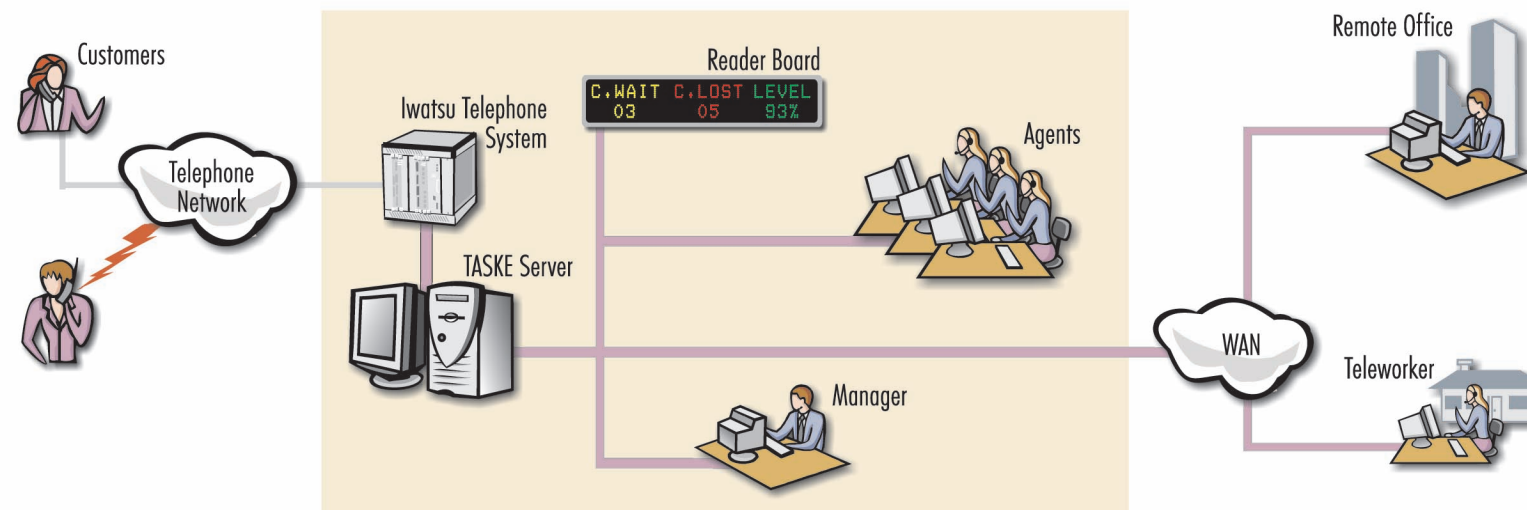 Customers
Telephone
Network
Iwatsu Telephone
System
TASKE Server
Reader Board
C.WAIT C.LOST LEVEL
03 05 93%
Agents
Manager
WAN
Remote Office
Teleworker